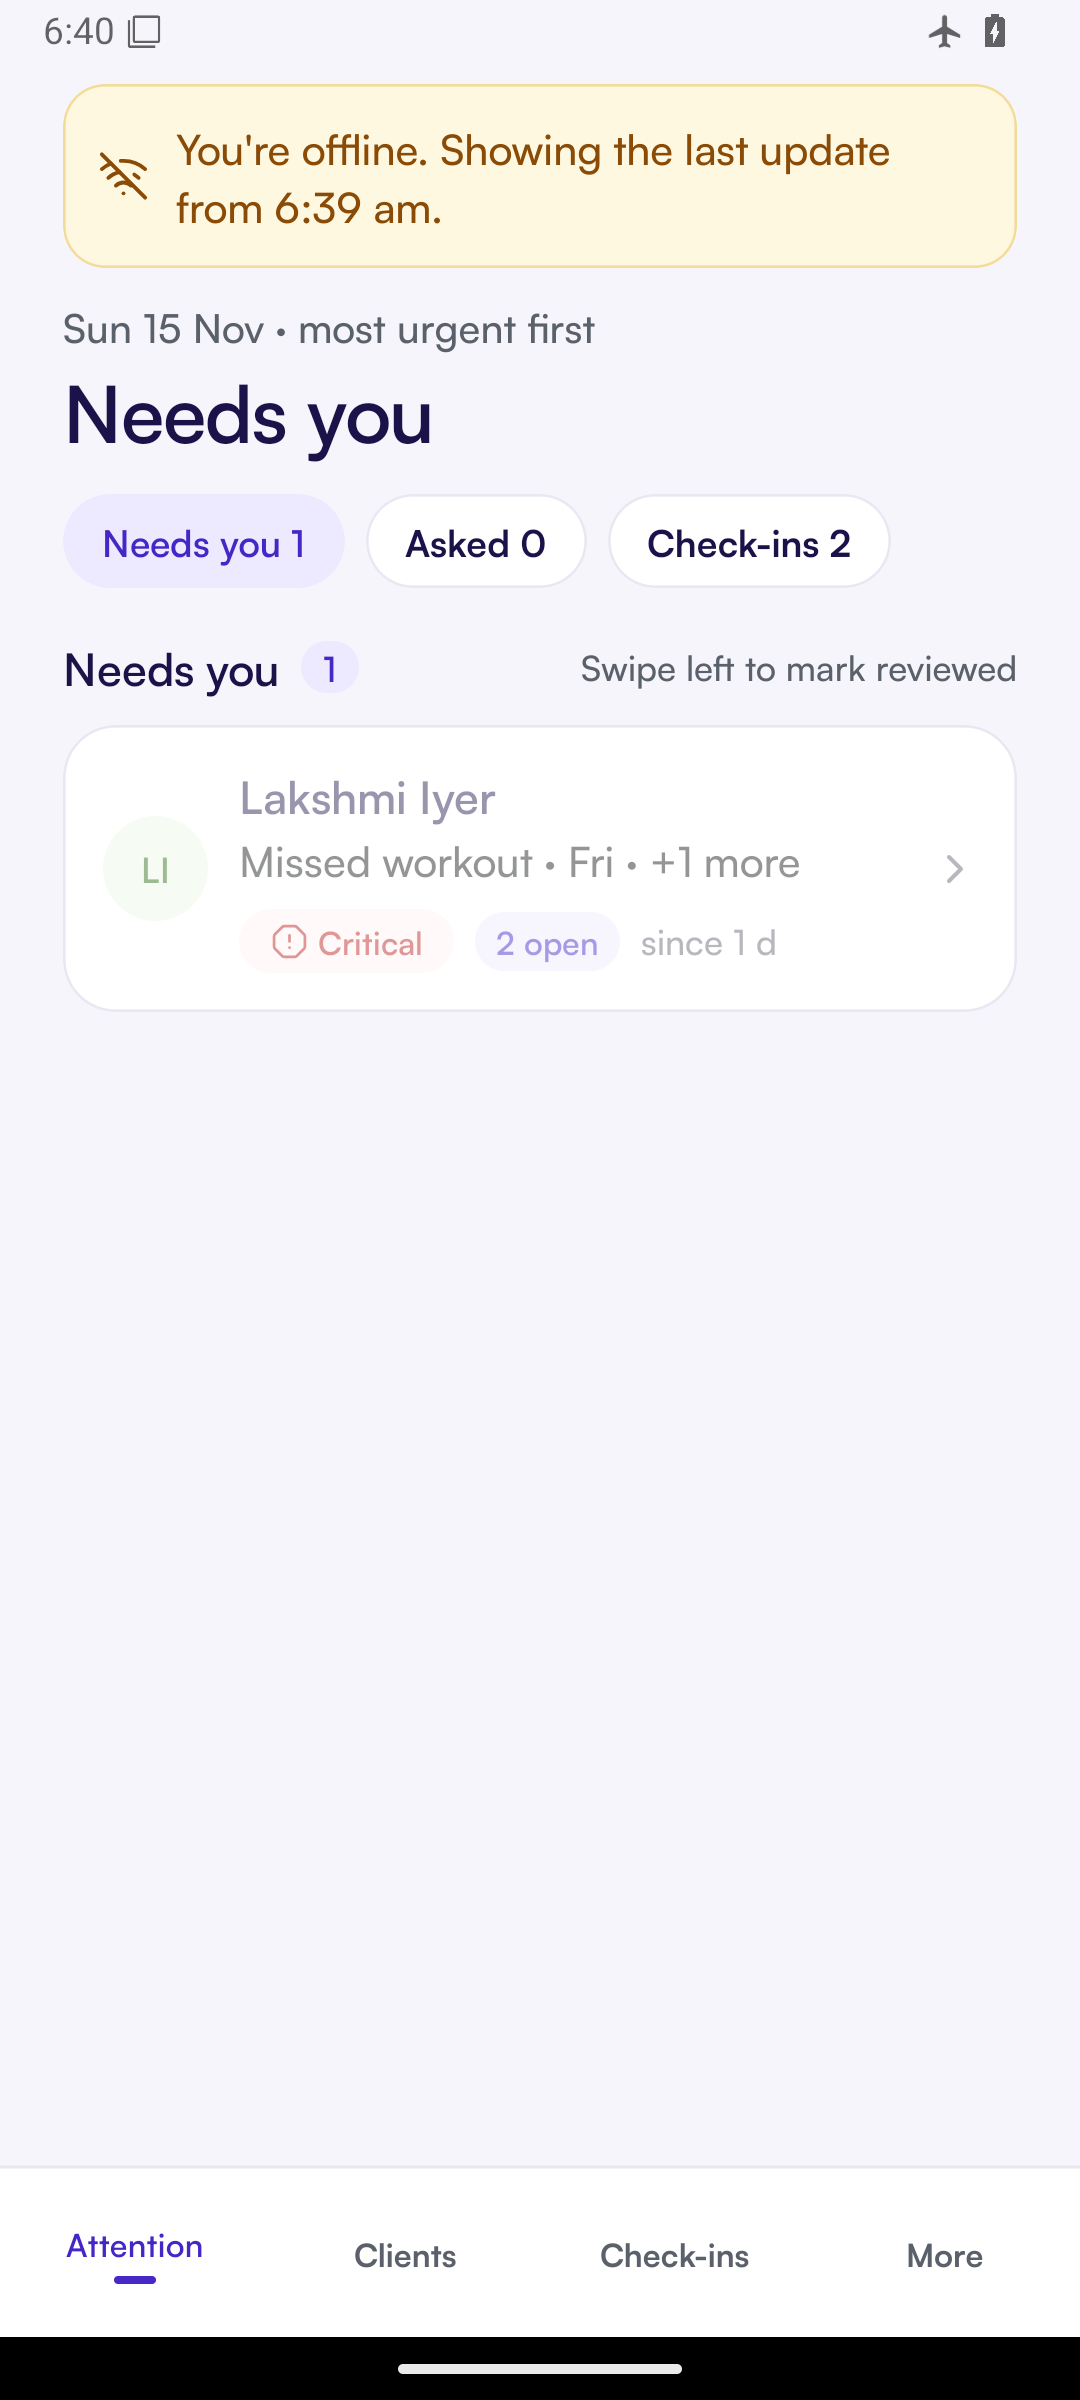 6:40
You're offline. Showing the last update
from 6:39 am.
Sun 15 Nov · most urgent first
Needs you
Needs you 1
Asked 0
Check-ins 2
Needs you 1
Swipe left to mark reviewed
Lakshmi Iyer
LI
Missed workout · Fri · +1 more
Critical
2 open
since 1 d
Attention
Clients
Check-ins
More